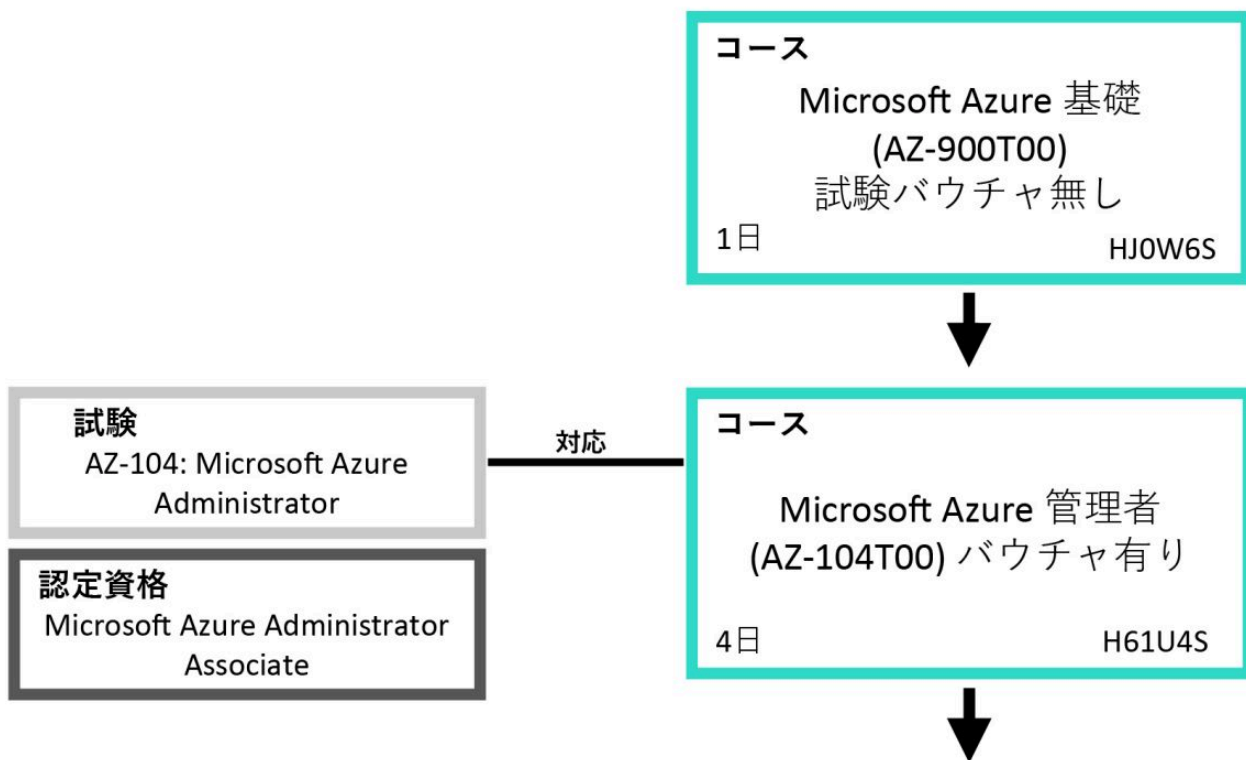 コース
Microsoft Azure 基礎
(AZ-900T00)
試験バウチャ無し
1日
HJ0W6S
試験
AZ-104: Microsoft Azure
Administrator
対応
コース
Microsoft Azure 管理者
(AZ-104T00) バウチャ有り
4日
H61U4S
認定資格
Microsoft Azure Administrator
Associate